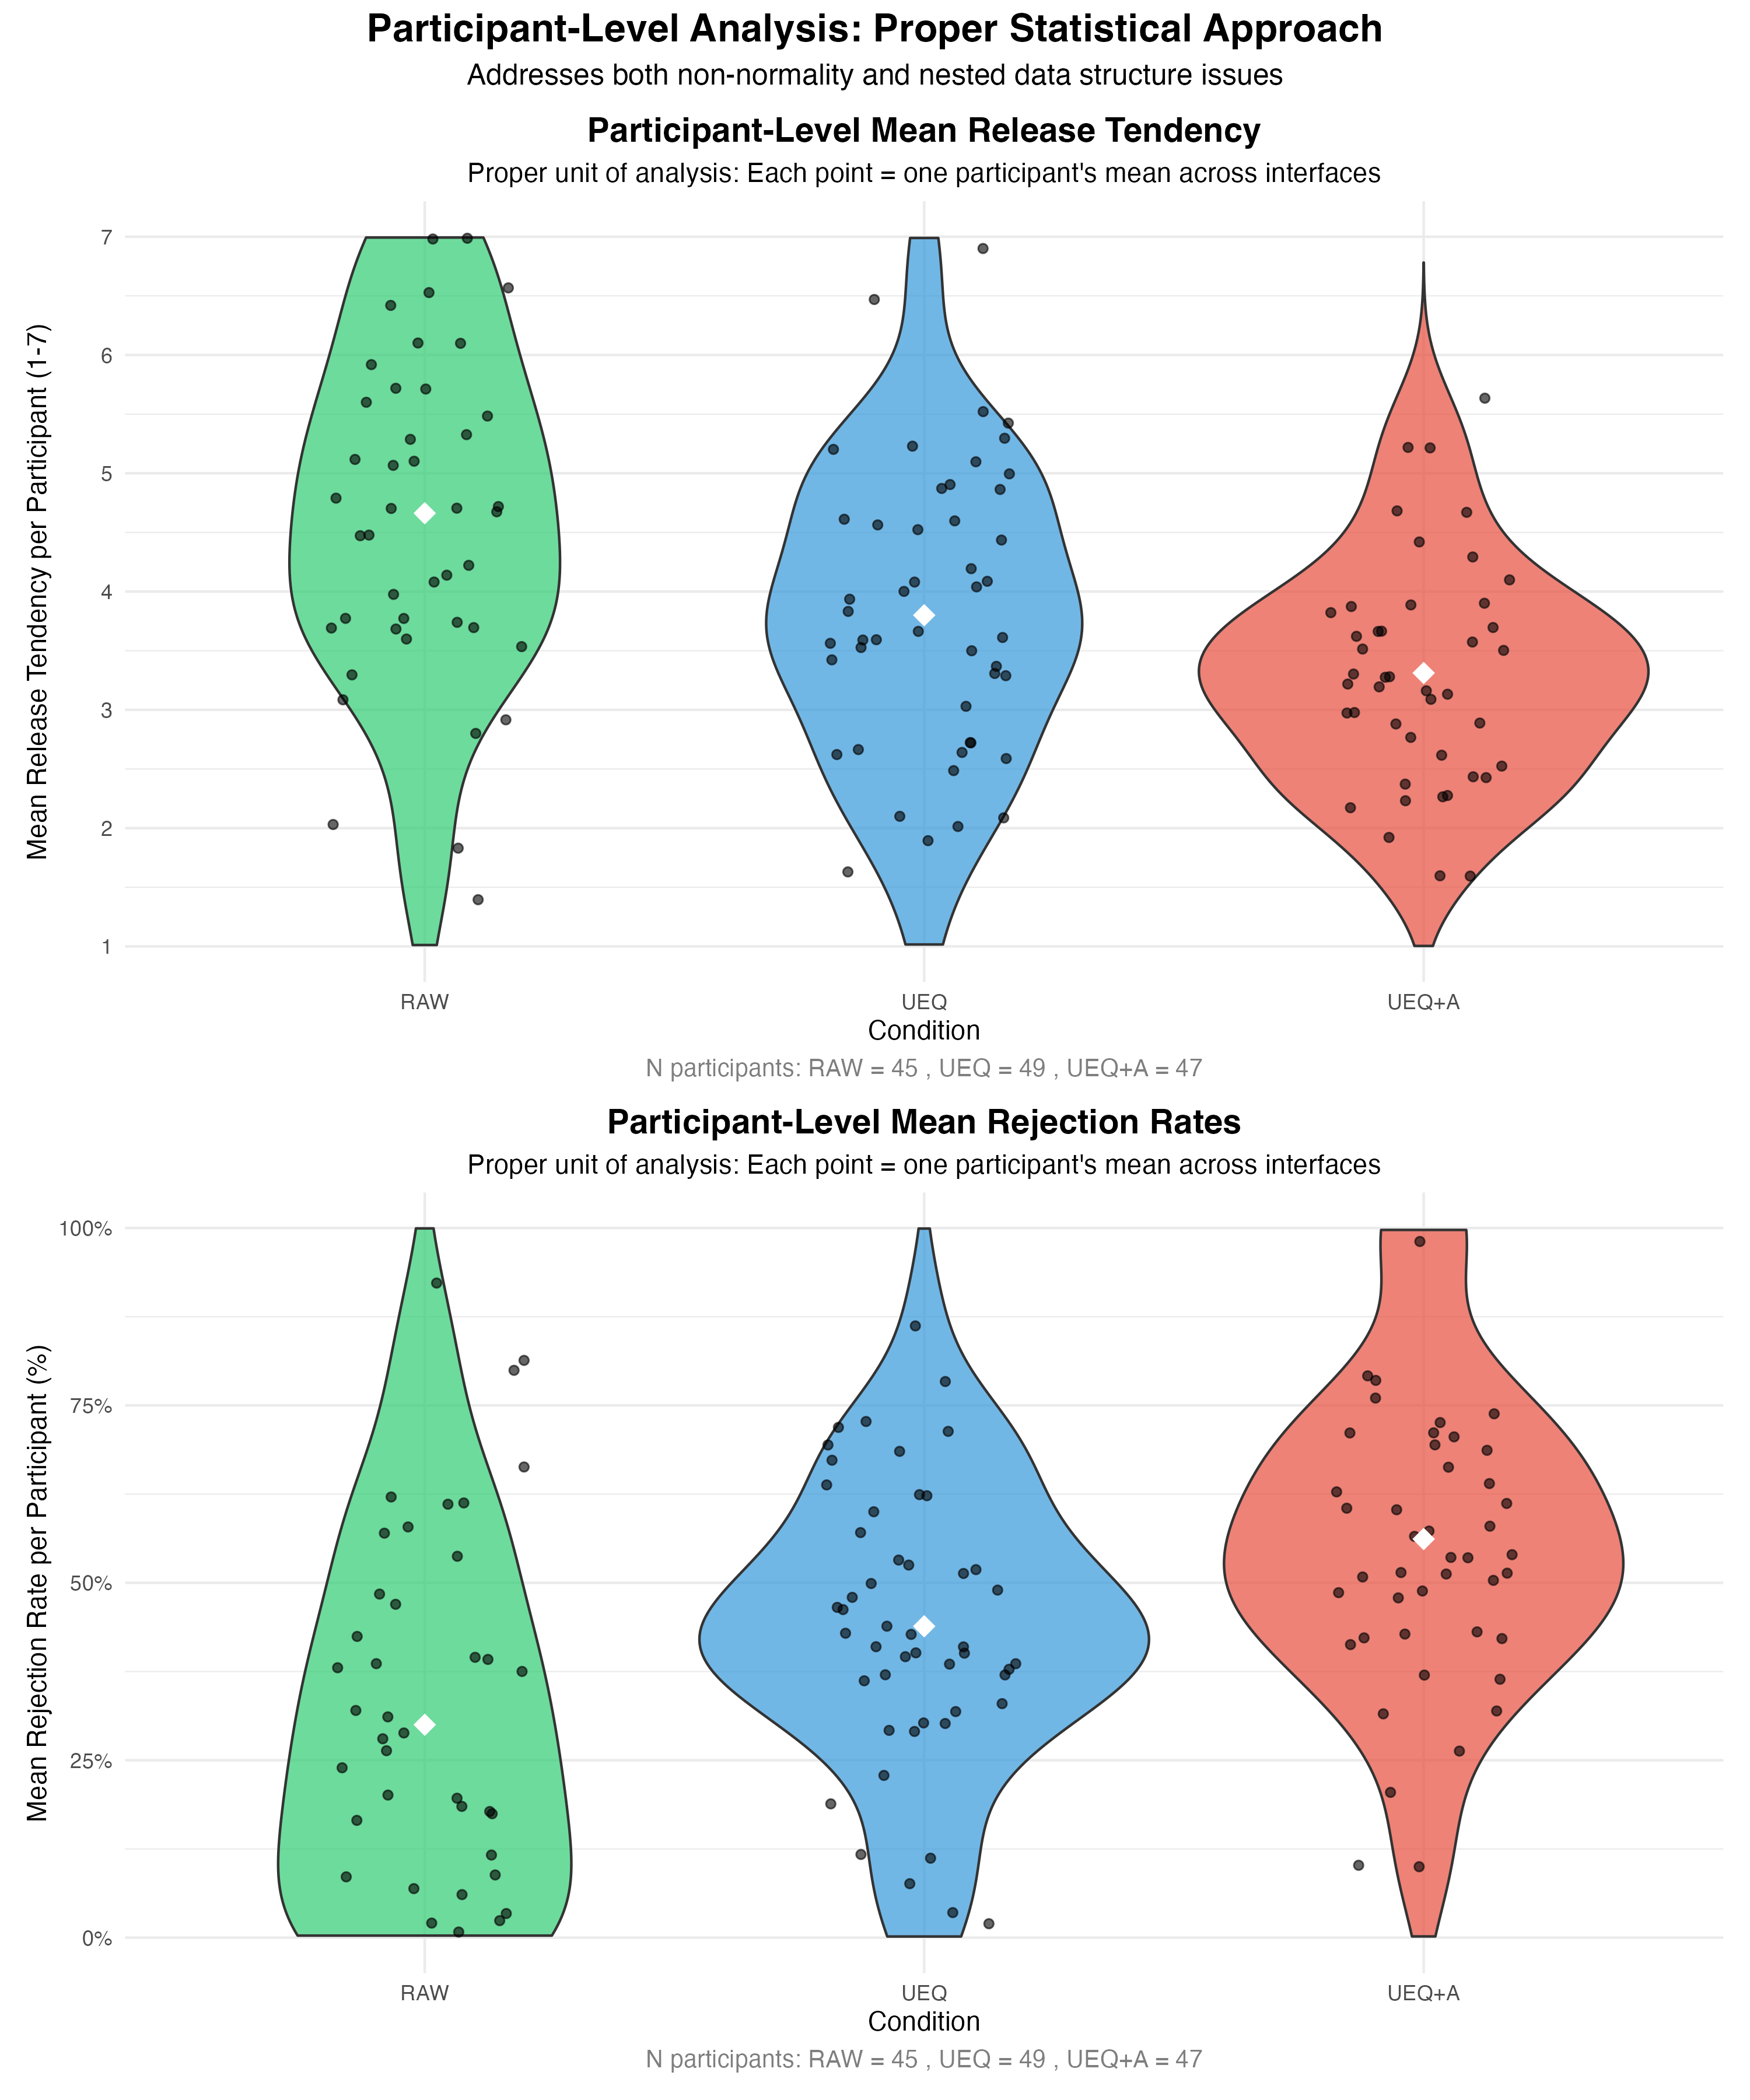 Participant-Level Analysis: Proper Statistical Approach
Addresses both non-normality and nested data structure issues
Participant-Level Mean Release Tendency
Proper unit of analysis: Each point = one participant's mean across interfaces
Mean Release Tendency per Participant (1-7)
7
6
5
4
3
2
1
RAW UEQ UEQ+A
Condition
N participants: RAW = 45 , UEQ = 49 , UEQ+A = 47
Participant-Level Mean Rejection Rates
Proper unit of analysis: Each point = one participant's mean across interfaces
Mean Rejection Rate per Participant (%)
100%
75%
50%
25%
0%
RAW UEQ UEQ+A
Condition
N participants: RAW = 45 , UEQ = 49 , UEQ+A = 47